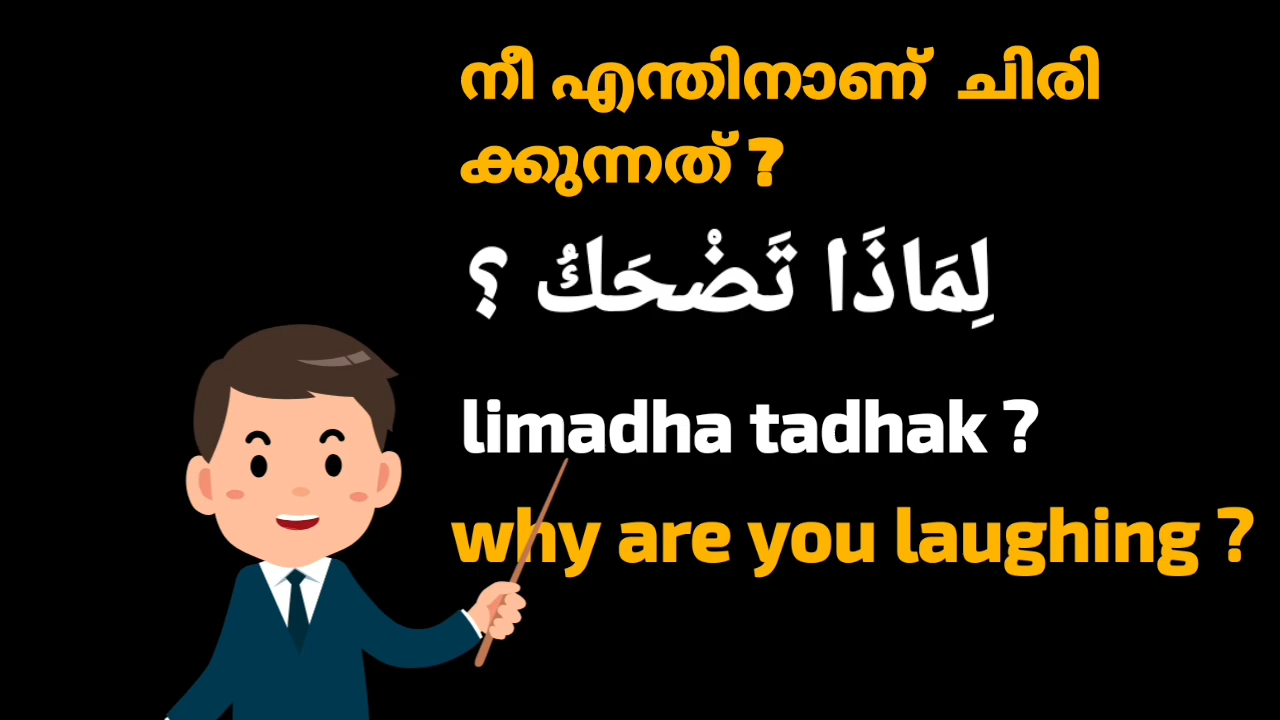 നീ എന്തിനാണ് ചിരി
ക്കുന്നത് ?
لِمَاذَا تَضْحَكُ ؟
limadha tadhak ?
why are you laughing ?